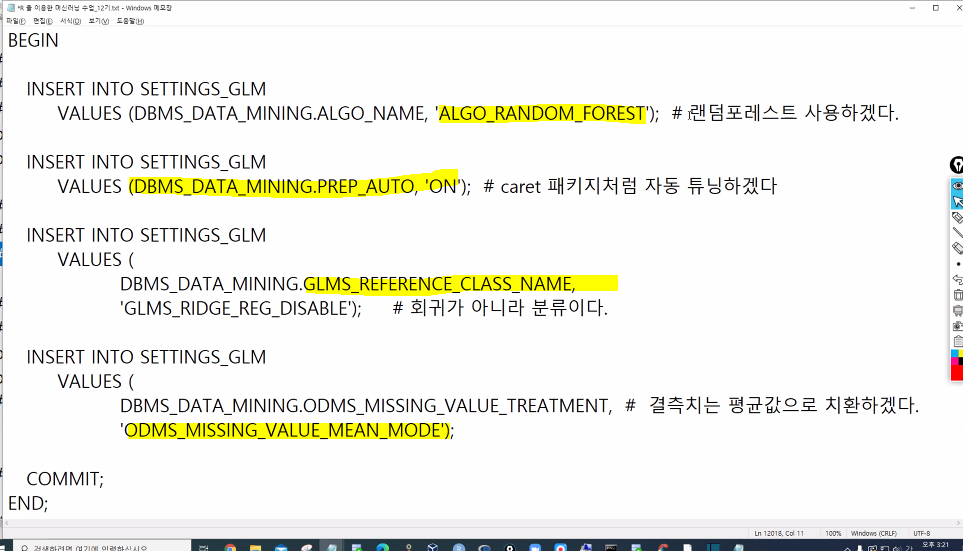 *R 을 이용한 머신러닝 수업_12기.txt - Windows 메모장
파일(F) 편집(E) 서식(O) 보기(V) 도움말(H)
BEGIN
INSERT INTO SETTINGS_GLM
VALUES (DBMS_DATA_MINING.ALGO_NAME, 'ALGO_RANDOM_FOREST'); # 랜덤포레스트 사용하겠다.
INSERT INTO SETTINGS_GLM
VALUES (DBMS_DATA_MINING.PREP_AUTO, 'ON'); # caret 패키지처럼 자동 튜닝하겠다
INSERT INTO SETTINGS_GLM
VALUES (
DBMS_DATA_MINING.GLMS_REFERENCE_CLASS_NAME,
'GLMS_RIDGE_REG_DISABLE'); # 회귀가 아니라 분류이다.
INSERT INTO SETTINGS_GLM
VALUES (
DBMS_DATA_MINING.ODMS_MISSING_VALUE_TREATMENT, # 결측치는 평균값으로 치환하겠다.
'ODMS_MISSING_VALUE_MEAN_MODE');
COMMIT;
END;
Ln 12018, Col 11 100% Windows (CRLF) UTF-8
검색하려면 여기에 입력하십시오.
오후 3:21